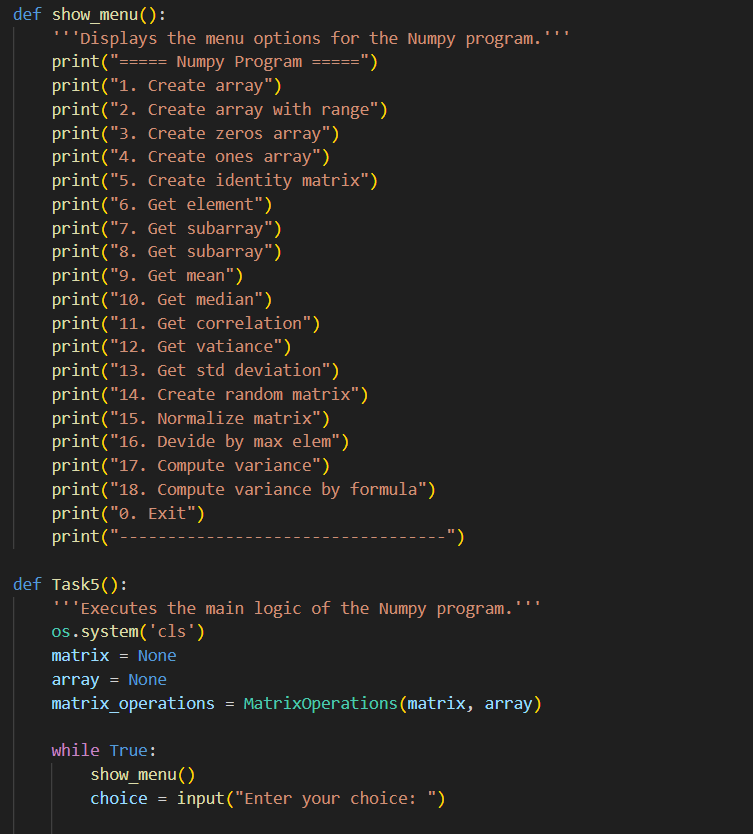 def show_menu():
    '''Displays the menu options for the Numpy program.'''
    print("===== Numpy Program =====")
    print("1. Create array")
    print("2. Create array with range")
    print("3. Create zeros array")
    print("4. Create ones array")
    print("5. Create identity matrix")
    print("6. Get element")
    print("7. Get subarray")
    print("8. Get subarray")
    print("9. Get mean")
    print("10. Get median")
    print("11. Get correlation")
    print("12. Get vatiance")
    print("13. Get std deviation")
    print("14. Create random matrix")
    print("15. Normalize matrix")
    print("16. Devide by max elem")
    print("17. Compute variance")
    print("18. Compute variance by formula")
    print("0. Exit")
    print("----------------------------------")
def Task5():
    '''Executes the main logic of the Numpy program.'''
    os.system('cls')
    matrix = None
    array = None
    matrix_operations = MatrixOperations(matrix, array)
    while True:
        show_menu()
        choice = input("Enter your choice: ")